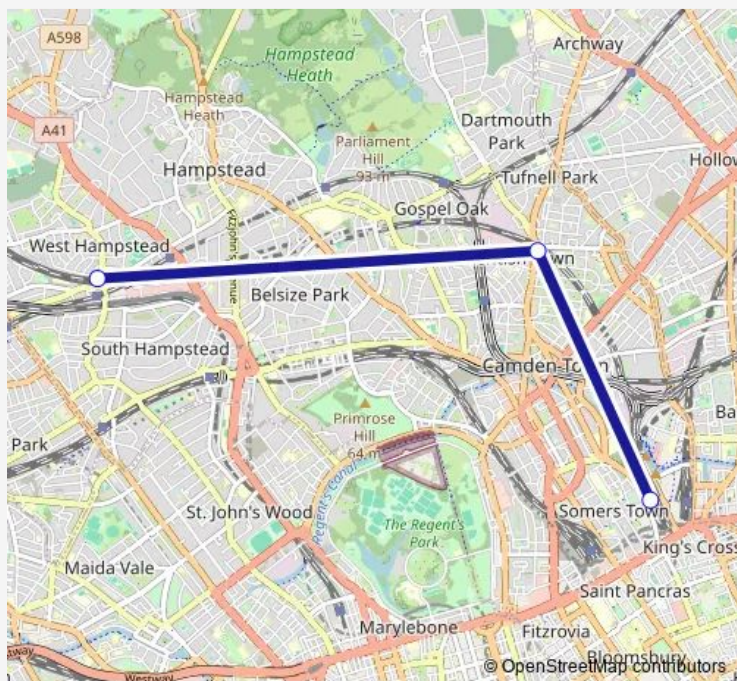 A598
Archway
Hampstead
Heath
Hampstead
Heath
A41
Dartmouth
Park
Parliament
Hill
93 m
Hampstead
Tufnell Park
Gospel Oak
West Hampstead
Belsize Park
South Hampstead
Camden Town
Primrose
Hill
64 m
Park
Regent's Canal
St. John's Wood
The Regent's
Park
Somers Town
King's Cross
Maida Vale
Saint Pancras
Marylebone
Fitzrovia
Bloomsbury
Westway
© OpenStreetMap contributors